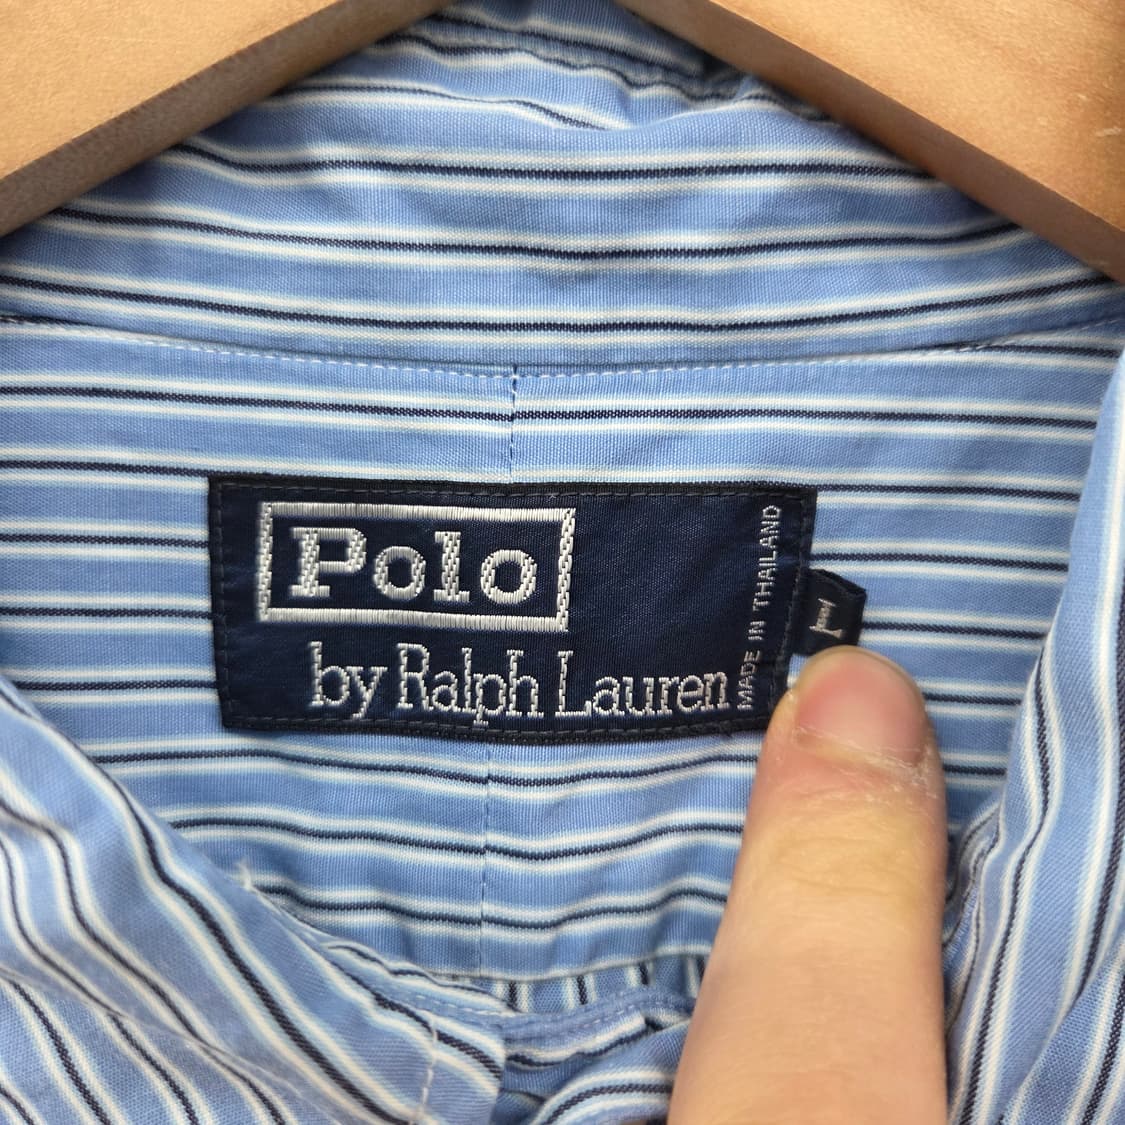 Polo
by Ralph Lauren
MADE IN THAILAND
L